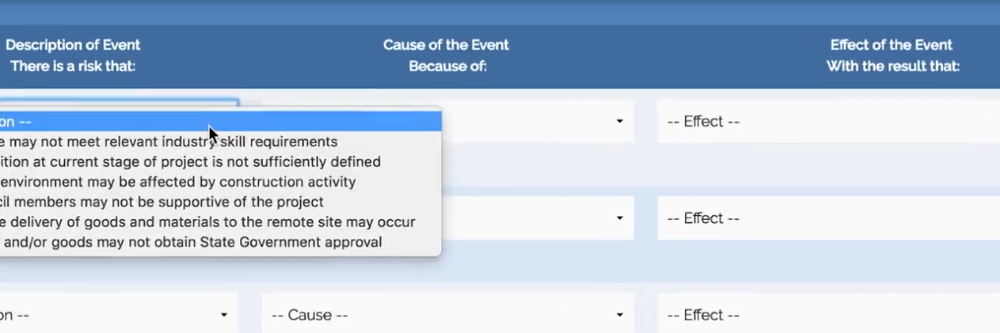 Description of Event
There is a risk that:
Cause of the Event
Because of:
Effect of the Event
With the result that:
on --
e may not meet relevant industry skill requirements
ition at current stage of project is not sufficiently defined
environment may be affected by construction activity
cil members may not be supportive of the project
e delivery of goods and materials to the remote site may occur
and/or goods may not obtain State Government approval
-- Effect --
-- Effect --
on --
-- Cause --
-- Effect --